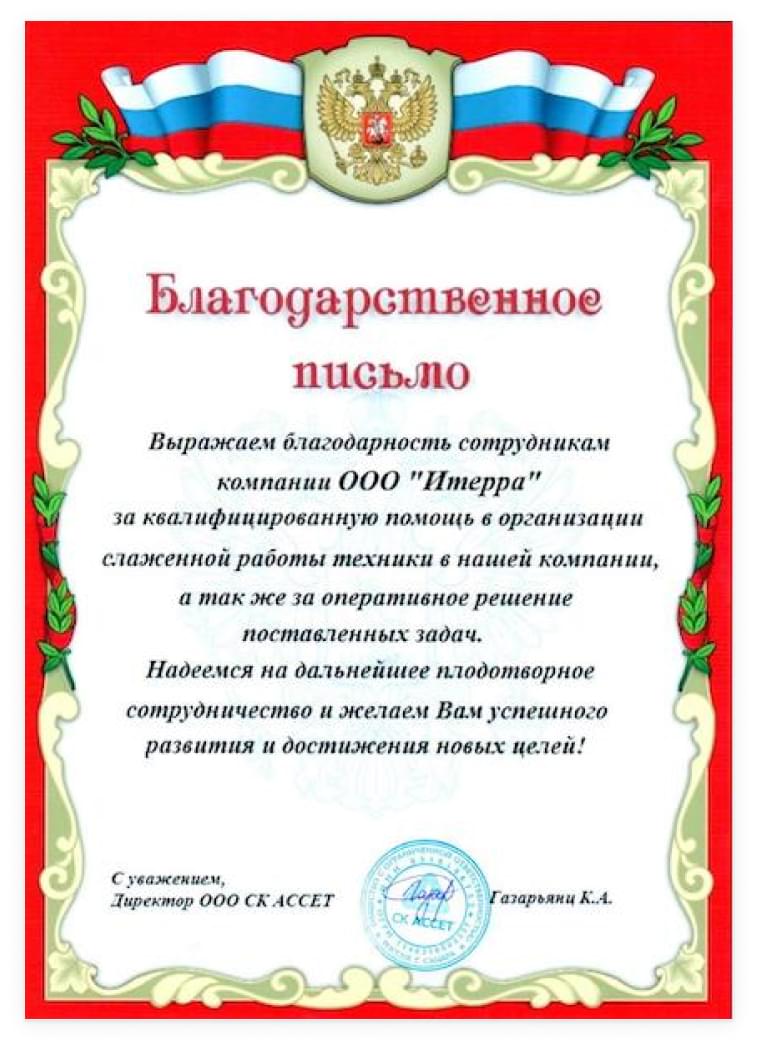 Благодарственное
письмо
Выражаем благодарность сотрудникам
компании ООО "Итерра"
за квалифицированную помощь в организации
слаженной работы техники в нашей компании,
а так же за оперативное решение
поставленных задач.
Надеемся на дальнейшее плодотворное
сотрудничество и желаем Вам успешного
развития и достижения новых целей!
С уважением,
Директор ООО СК АССЕТ
СК АССЕТ
Газарьянц К.А.